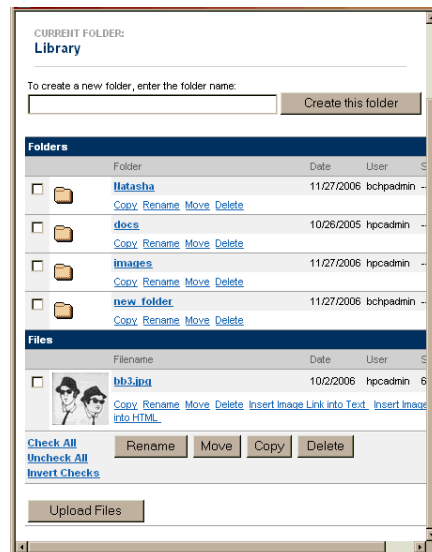 CURRENT FOLDER:
Library
To create a new folder, enter the folder name:
Create this folder
Folders
Folder Date User S
Natasha 11/27/2006 bchpadmin --
Copy Rename Move Delete
docs 10/26/2005 hpcadmin --
Copy Rename Move Delete
images 11/27/2006 hpcadmin --
Copy Rename Move Delete
new_folder 11/27/2006 bchpadmin --
Copy Rename Move Delete
Files
Filename Date User S
bb3.jpg 10/2/2006 hpcadmin 6
Copy Rename Move Delete Insert Image Link into Text Insert Image
into HTML
Check All
Uncheck All
Invert Checks
Rename Move Copy Delete
Upload Files